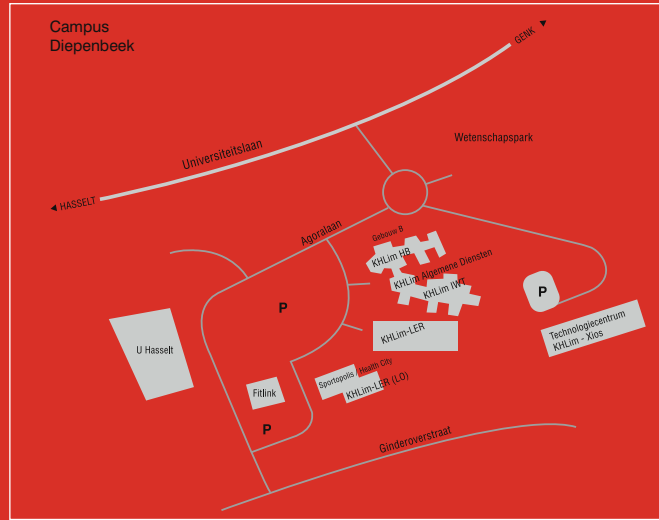 Campus
Diepenbeek
GENK
Universiteitslaan
Wetenschapspark
HASSELT
Agoralaan
Gebouw B
KHLim HB
KHLim Algemene Diensten
KHLim IWT
P
P
KHLim-LER
Technologiecentrum
KHLim - Xios
U Hasselt
Sportopolis / Health City
KHLim-LER (LO)
Fitlink
P
Ginderoverstraat